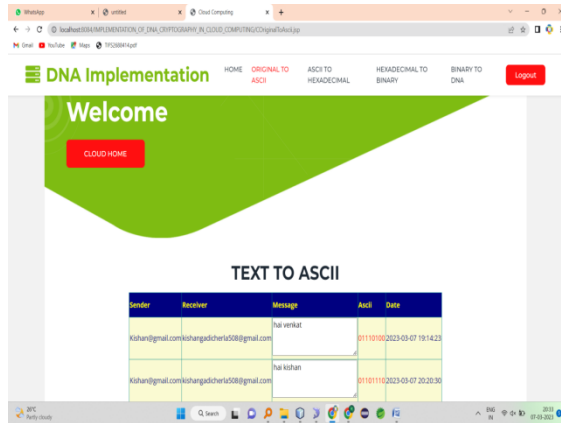 WhatsApp
untitled
Cloud Computing
localhost:8084/IMPLEMENTATION_OF_DNA_CRYPTOGRAPHY_IN_CLOUD_COMPUTING/COriginalToAscii.jsp
Gmail YouTube Maps
DNA Implementation
HOME
ORIGINAL TO
ASCII
ASCII TO
HEXADECIMAL
HEXADECIMAL TO
BINARY
BINARY TO
DNA
Logout
Welcome
CLOUD HOME
TEXT TO ASCII
Sender Receiver Message Ascii Date
Kishan@gmail.com kishangadicherla508@gmail.com hai venkat 01110100 2023-03-07 19:14:23
Kishan@gmail.com kishangadicherla508@gmail.com hai kishan 01101110 2023-03-07 20:20:30
26°C
Partly cloudy
Search
ENG
IN
20:33
07-03-2023